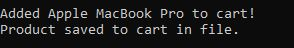 Added Apple MacBook Pro to cart!
Product saved to cart in file.